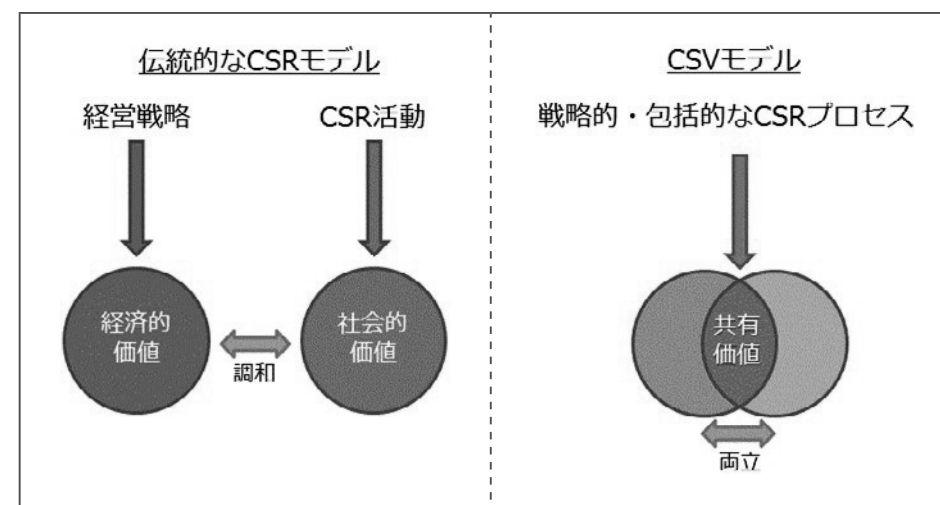 伝統的なCSRモデル
経営戦略
CSR活動
経済的
価値
調和
社会的
価値
CSVモデル
戦略的・包括的なCSRプロセス
共有
価値
両立